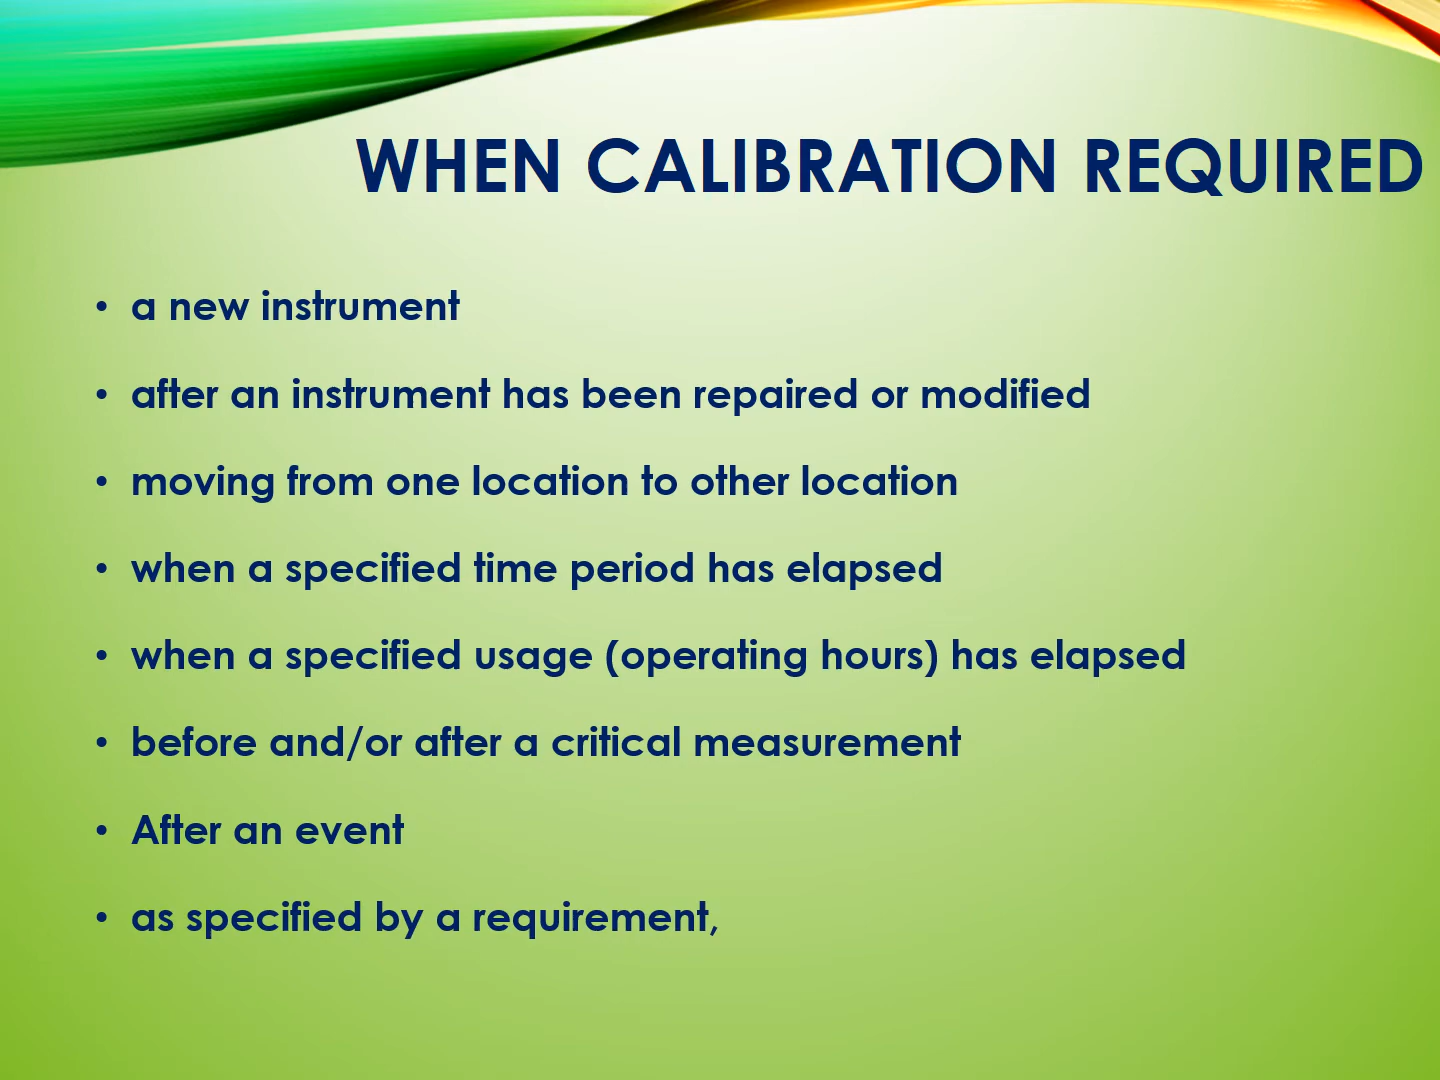 WHEN CALIBRATION REQUIRED
• a new instrument
• after an instrument has been repaired or modified
• moving from one location to other location
• when a specified time period has elapsed
• when a specified usage (operating hours) has elapsed
• before and/or after a critical measurement
• After an event
• as specified by a requirement,